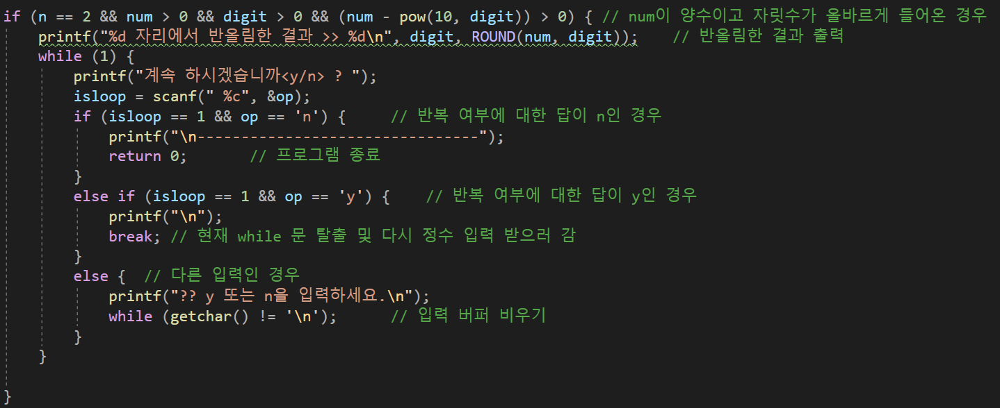 if (n == 2 && num > 0 && digit > 0 && (num - pow(10, digit)) > 0) { // num이 양수이고 자릿수가 올바르게 들어온 경우
    printf("%d 자리에서 반올림한 결과 >> %d\n", digit, ROUND(num, digit));    // 반올림한 결과 출력
    while (1) {
        printf("계속 하시겠습니까<y/n> ? ");
        isloop = scanf(" %c", &op);
        if (isloop == 1 && op == 'n') {     // 반복 여부에 대한 답이 n인 경우
            printf("\n----------------------------------");
            return 0;       // 프로그램 종료
        }
        else if (isloop == 1 && op == 'y') {    // 반복 여부에 대한 답이 y인 경우
            printf("\n");
            break; // 현재 while 문 탈출 및 다시 정수 입력 받으러 감
        }
        else {  // 다른 입력인 경우
            printf("?? y 또는 n을 입력하세요.\n");
            while (getchar() != '\n');      // 입력 버퍼 비우기
        }
    }
}